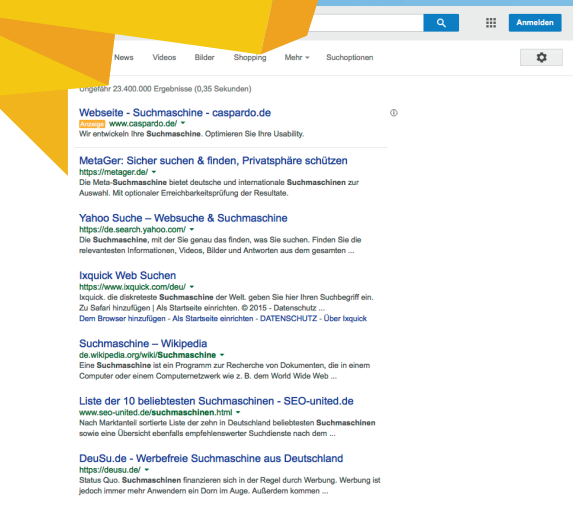 Anmelden
News Videos Bilder Shopping Mehr Suchoptionen
Ungefähr 23.400.000 Ergebnisse (0,35 Sekunden)
Webseite - Suchmaschine - caspardo.de
Anzeige www.caspardo.de/
Wir entwickeln Ihre Suchmaschine. Optimieren Sie Ihre Usability.
MetaGer: Sicher suchen & finden, Privatsphäre schützen
https://metager.de/
Die Meta-Suchmaschine bietet deutsche und internationale Suchmaschinen zur
Auswahl. Mit optionaler Erreichbarkeitsprüfung der Resultate.
Yahoo Suche – Websuche & Suchmaschine
https://de.search.yahoo.com/
Die Suchmaschine, mit der Sie genau das finden, was Sie suchen. Finden Sie die
relevantesten Informationen, Videos, Bilder und Antworten aus dem gesamten ...
Ixquick Web Suchen
https://www.ixquick.com/deu/
Ixquick. die diskreteste Suchmaschine der Welt. geben Sie hier Ihren Suchbegriff ein.
Zu Safari hinzufügen | Als Startseite einrichten. © 2015 - Datenschutz ...
Dem Browser hinzufügen - Als Startseite einrichten - DATENSCHUTZ - Über Ixquick
Suchmaschine – Wikipedia
de.wikipedia.org/wiki/Suchmaschine
Eine Suchmaschine ist ein Programm zur Recherche von Dokumenten, die in einem
Computer oder einem Computernetzwerk wie z. B. dem World Wide Web ...
Liste der 10 beliebtesten Suchmaschinen - SEO-united.de
www.seo-united.de/suchmaschinen.html
Nach Marktanteil sortierte Liste der zehn in Deutschland beliebtesten Suchmaschinen
sowie eine Übersicht ebenfalls empfehlenswerter Suchdienste nach dem ...
DeuSu.de - Werbefreie Suchmaschine aus Deutschland
https://deusu.de/
Status Quo. Suchmaschinen finanzieren sich in der Regel durch Werbung. Werbung ist
jedoch immer mehr Anwendern ein Dorn im Auge. Außerdem kommen ...